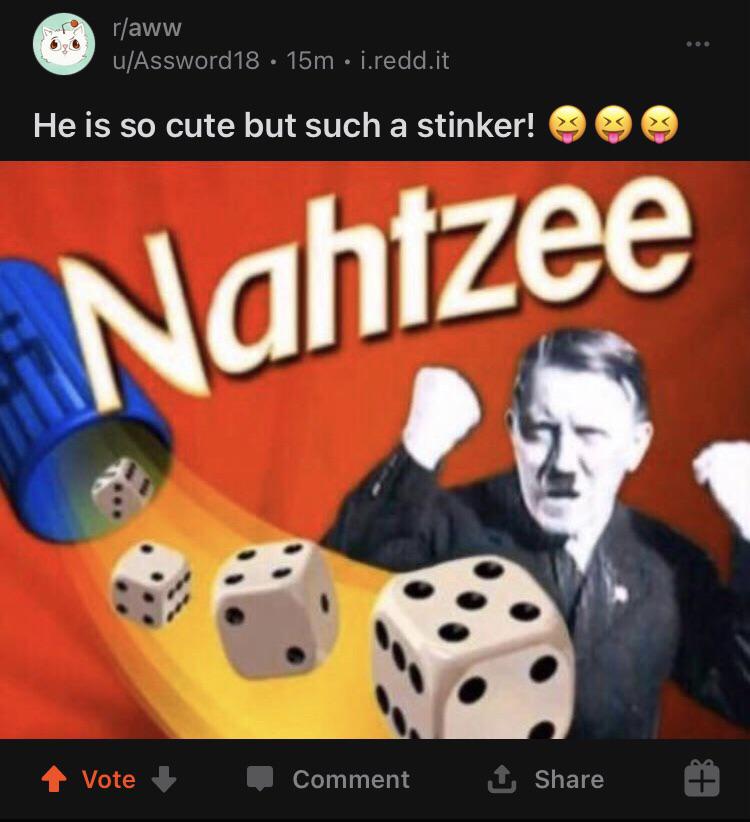 r/aww
u/Assword18 • 15m • i.redd.it
He is so cute but such a stinker! 😝😝😝
Nahtzee
Vote
Comment
Share